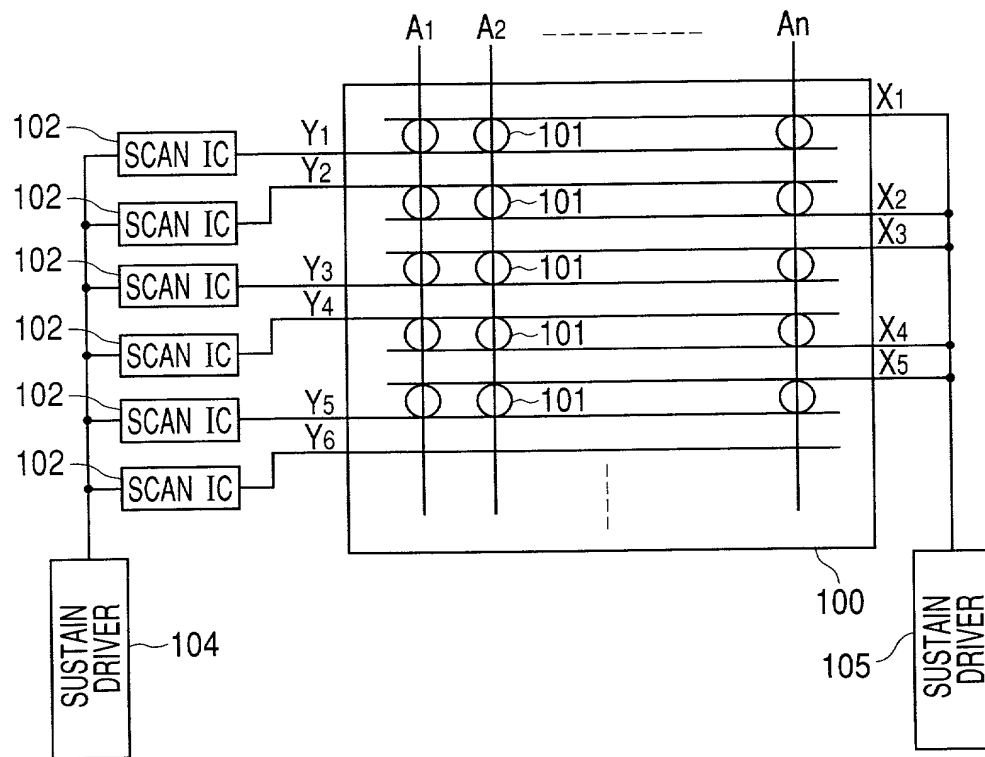 A1 A2 An
X1
102 SCAN IC Y1 101
Y2
102 SCAN IC 101 X2
X3
102 SCAN IC Y3 101
Y4
102 SCAN IC 101 X4
X5
102 SCAN IC Y5 101
Y6
102 SCAN IC
100
SUSTAIN DRIVER 104
105 SUSTAIN DRIVER